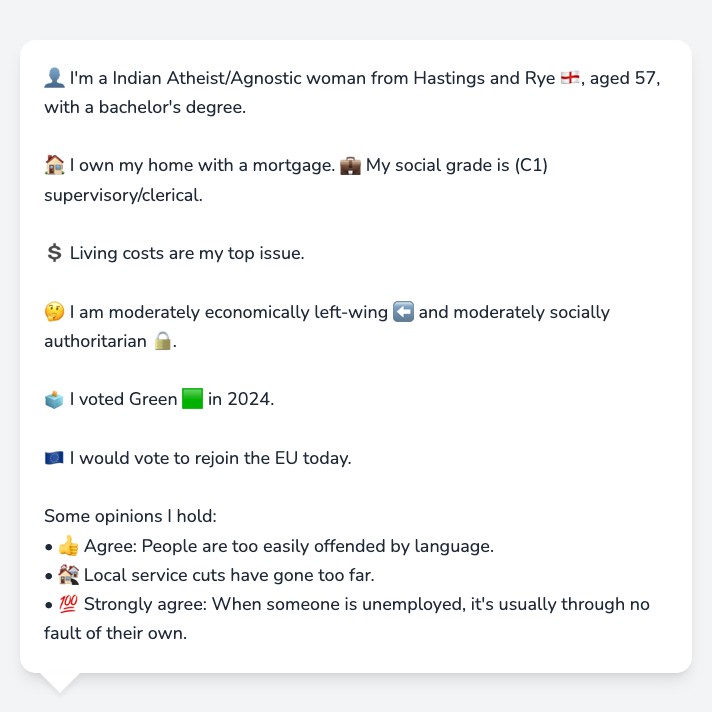 👤 I'm a Indian Atheist/Agnostic woman from Hastings and Rye 🏴󠁧󠁢󠁥󠁮󠁧󠁿, aged 57,
with a bachelor's degree.
🏠 I own my home with a mortgage. 💼 My social grade is (C1)
supervisory/clerical.
💲 Living costs are my top issue.
🤔 I am moderately economically left-wing ⬅️ and moderately socially
authoritarian 🔒.
🗳️ I voted Green 🟩 in 2024.
🇪🇺 I would vote to rejoin the EU today.
Some opinions I hold:
• 👍 Agree: People are too easily offended by language.
• 🏚️ Local service cuts have gone too far.
• 💯 Strongly agree: When someone is unemployed, it's usually through no
fault of their own.